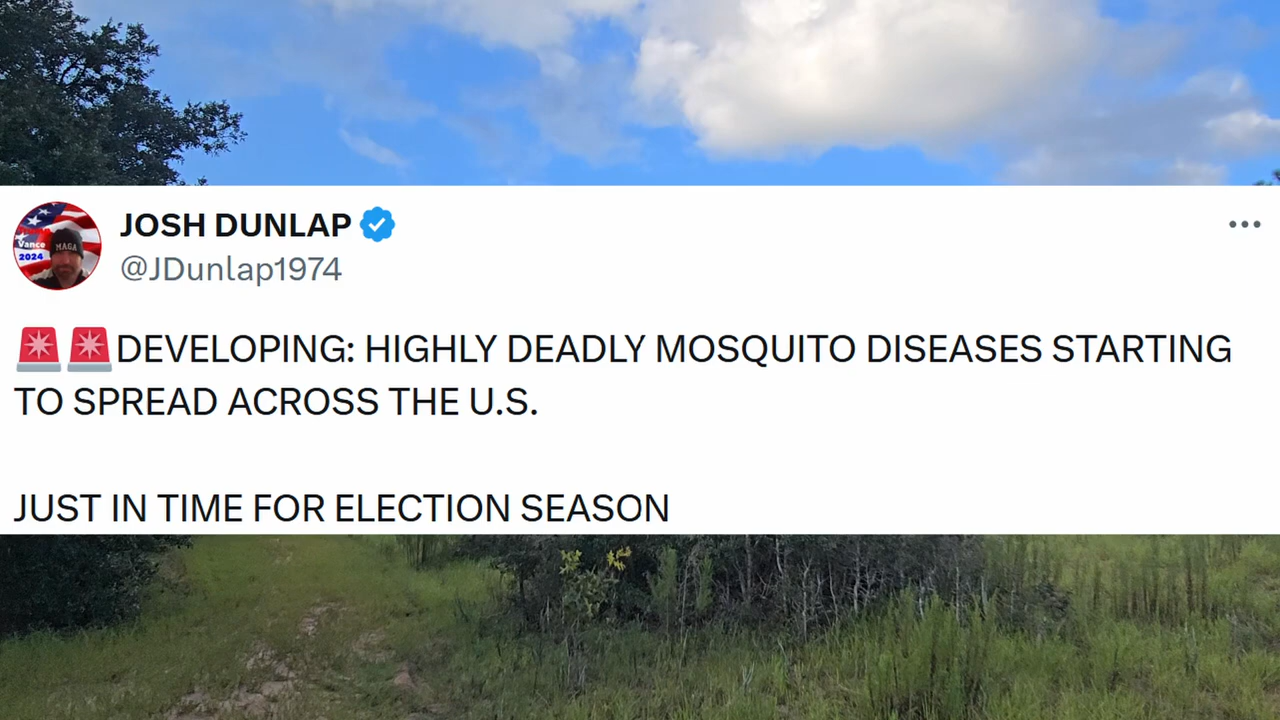 JOSH DUNLAP
@JDunlap1974
Vance
2024
MAGA
🚨🚨DEVELOPING: HIGHLY DEADLY MOSQUITO DISEASES STARTING
TO SPREAD ACROSS THE U.S.
JUST IN TIME FOR ELECTION SEASON